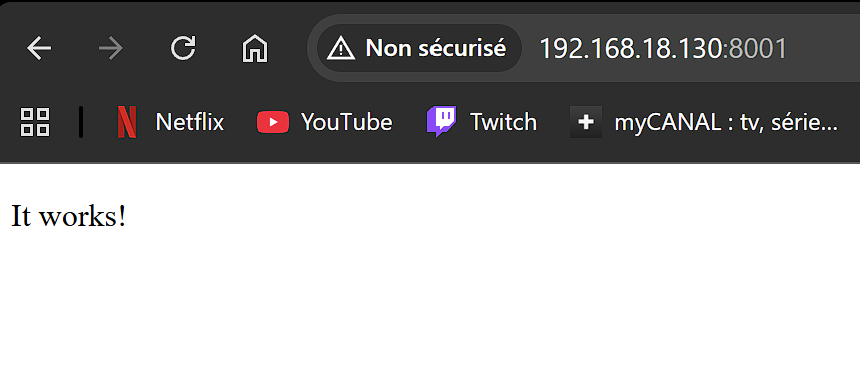 Non sécurisé 192.168.18.130:8001
Netflix YouTube Twitch myCANAL : tv, série...
It works!